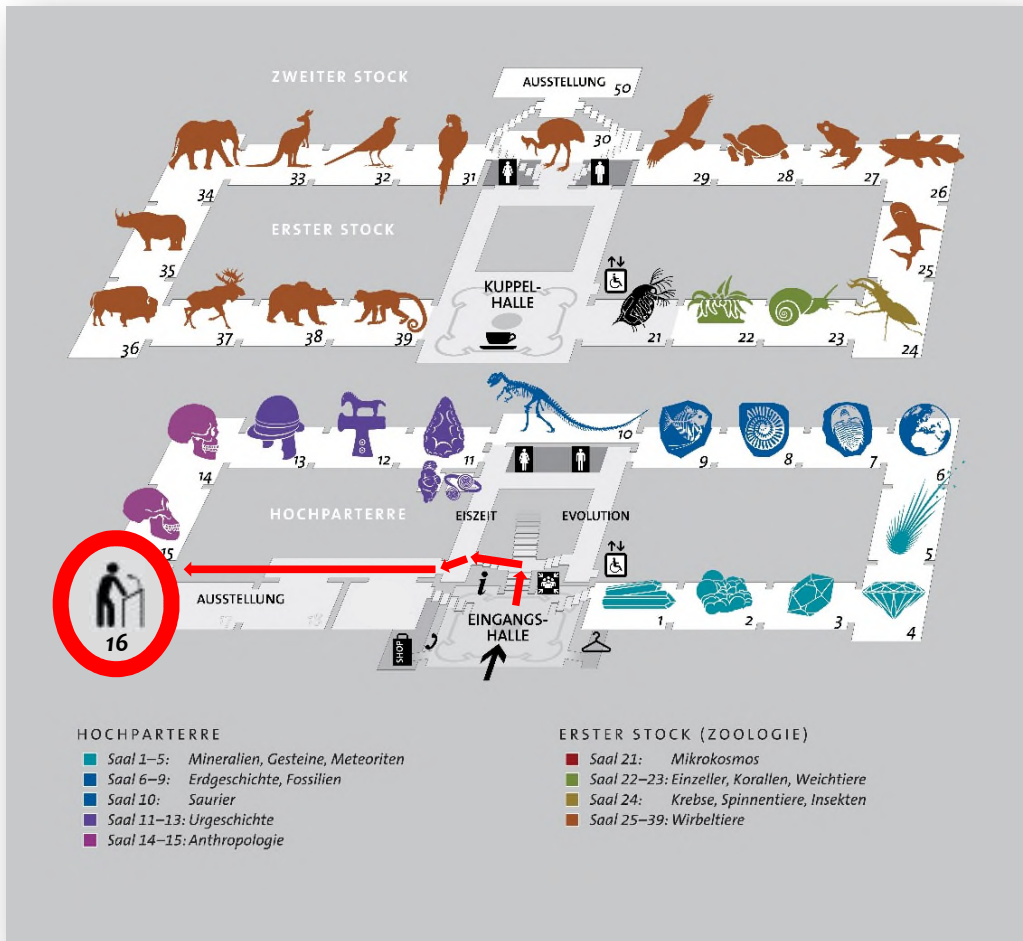 ZWEITER STOCK
AUSSTELLUNG 50
30
34
33
32
31
29
28
27
26
35
ERSTER STOCK
25
KUPPEL-
HALLE
36
37
38
39
21
22
23
24
14
13
12
11
10
9
8
7
6
15
HOCHPARTERRE
EISZEIT
EVOLUTION
5
16
AUSSTELLUNG
i
EINGANGS-
HALLE
SHOP
1
2
3
4
HOCHPARTERRE
Saal 1–5: Mineralien, Gesteine, Meteoriten
Saal 6–9: Erdgeschichte, Fossilien
Saal 10: Saurier
Saal 11–13: Urgeschichte
Saal 14–15: Anthropologie
ERSTER STOCK (ZOOLOGIE)
Saal 21: Mikrokosmos
Saal 22–23: Einzeller, Korallen, Weichtiere
Saal 24: Krebse, Spinnentiere, Insekten
Saal 25–39: Wirbeltiere